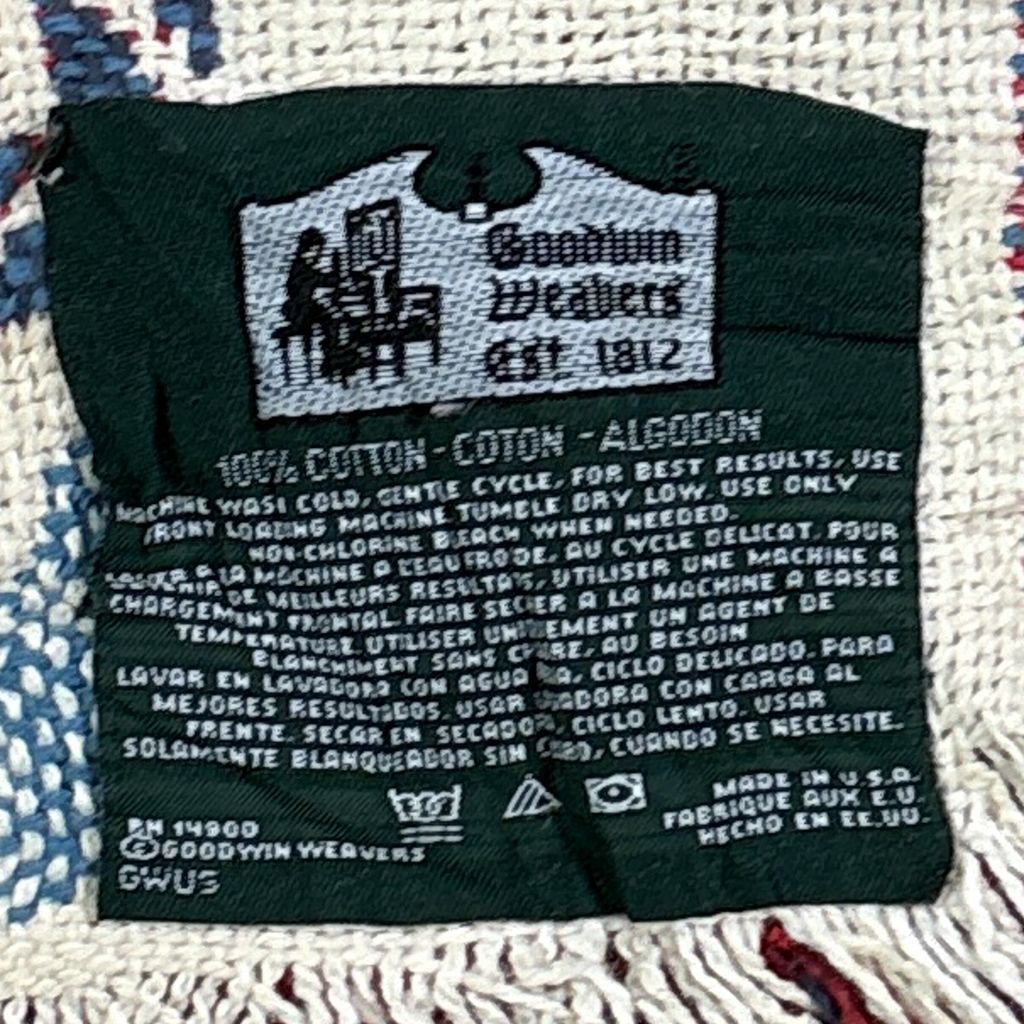 Goodwin
Weavers
Est 1812
100% COTTON - COTON - ALGODON
MACHINE WASH COLD, GENTLE CYCLE, FOR BEST RESULTS, USE
FRONT LOADING MACHINE TUMBLE DRY LOW. USE ONLY
NON-CHLORINE BLEACH WHEN NEEDED.
A LA MACHINE A L'EAU FROIDE, AU CYCLE DELICAT. POUR
DE MEILLEURS RESULTATS, UTILISER UNE MACHINE A
CHARGEMENT FRONTAL. FAIRE SECHER A LA MACHINE A BASSE
TEMPERATURE. UTILISER UNIQUEMENT UN AGENT DE
BLANCHIMENT SANS CHLORE, AU BESOIN
LAVAR EN LAVADORA CON AGUA CICLO DELICADO. PARA
MEJORES RESULTADOS, USAR LAVADORA CON CARGA AL
FRENTE. SECAR EN SECADORA CICLO LENTO. USAR
SOLAMENTE BLANQUEADOR SIN CLORO, CUANDO SE NECESITE.
MADE IN U.S.A.
FABRIQUE AUX E.U.
HECHO EN EE.UU.
RN 14900
© GOODWIN WEAVERS
GWUS